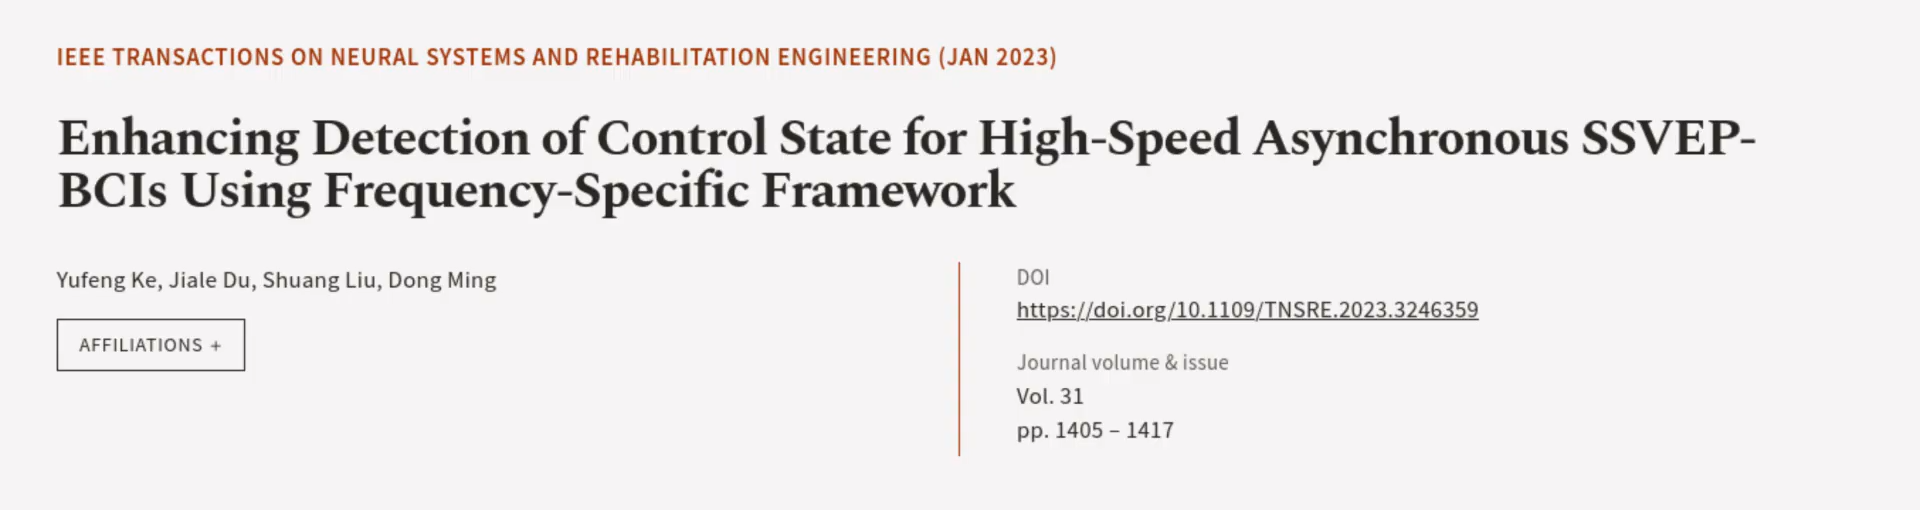 IEEE TRANSACTIONS ON NEURAL SYSTEMS AND REHABILITATION ENGINEERING (JAN 2023)
Enhancing Detection of Control State for High-Speed Asynchronous SSVEP-
BCIs Using Frequency-Specific Framework
Yufeng Ke, Jiale Du, Shuang Liu, Dong Ming
AFFILIATIONS +
DOI
https://doi.org/10.1109/TNSRE.2023.3246359
Journal volume & issue
Vol. 31
pp. 1405 – 1417